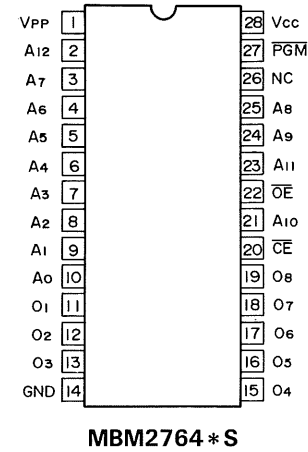 VPP 1 28 VCC
A12 2 27 PGM
A7 3 26 NC
A6 4 25 A8
A5 5 24 A9
A4 6 23 A11
A3 7 22 OE
A2 8 21 A10
A1 9 20 CE
A0 10 19 O8
O1 11 18 O7
O2 12 17 O6
O3 13 16 O5
GND 14 15 O4
MBM2764*S